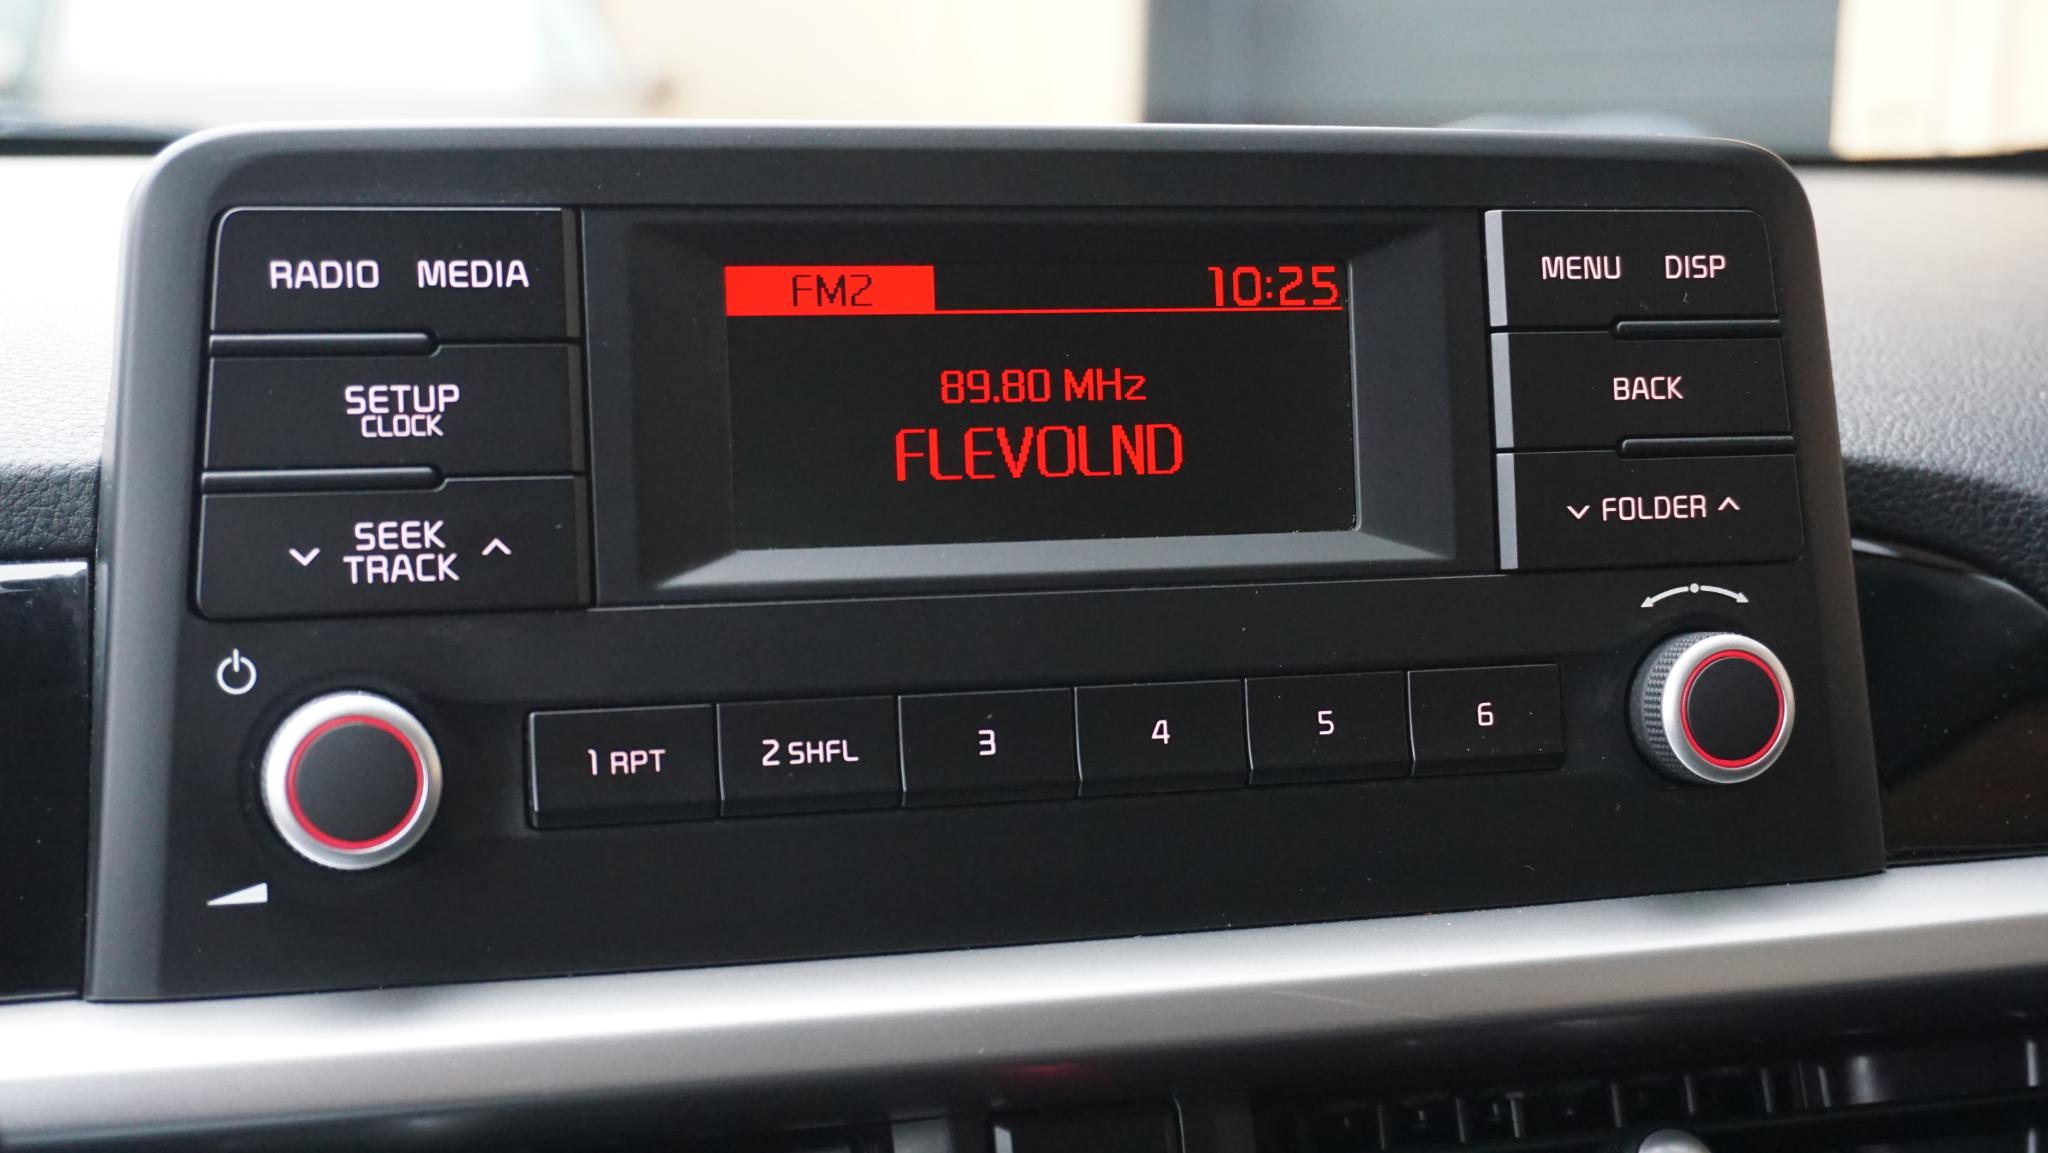 RADIO MEDIA
SETUP
CLOCK
SEEK
TRACK
FM2 10:25
89.80 MHz
FLEVOLND
MENU DISP
BACK
FOLDER
1 RPT 2 SHFL 3 4 5 6